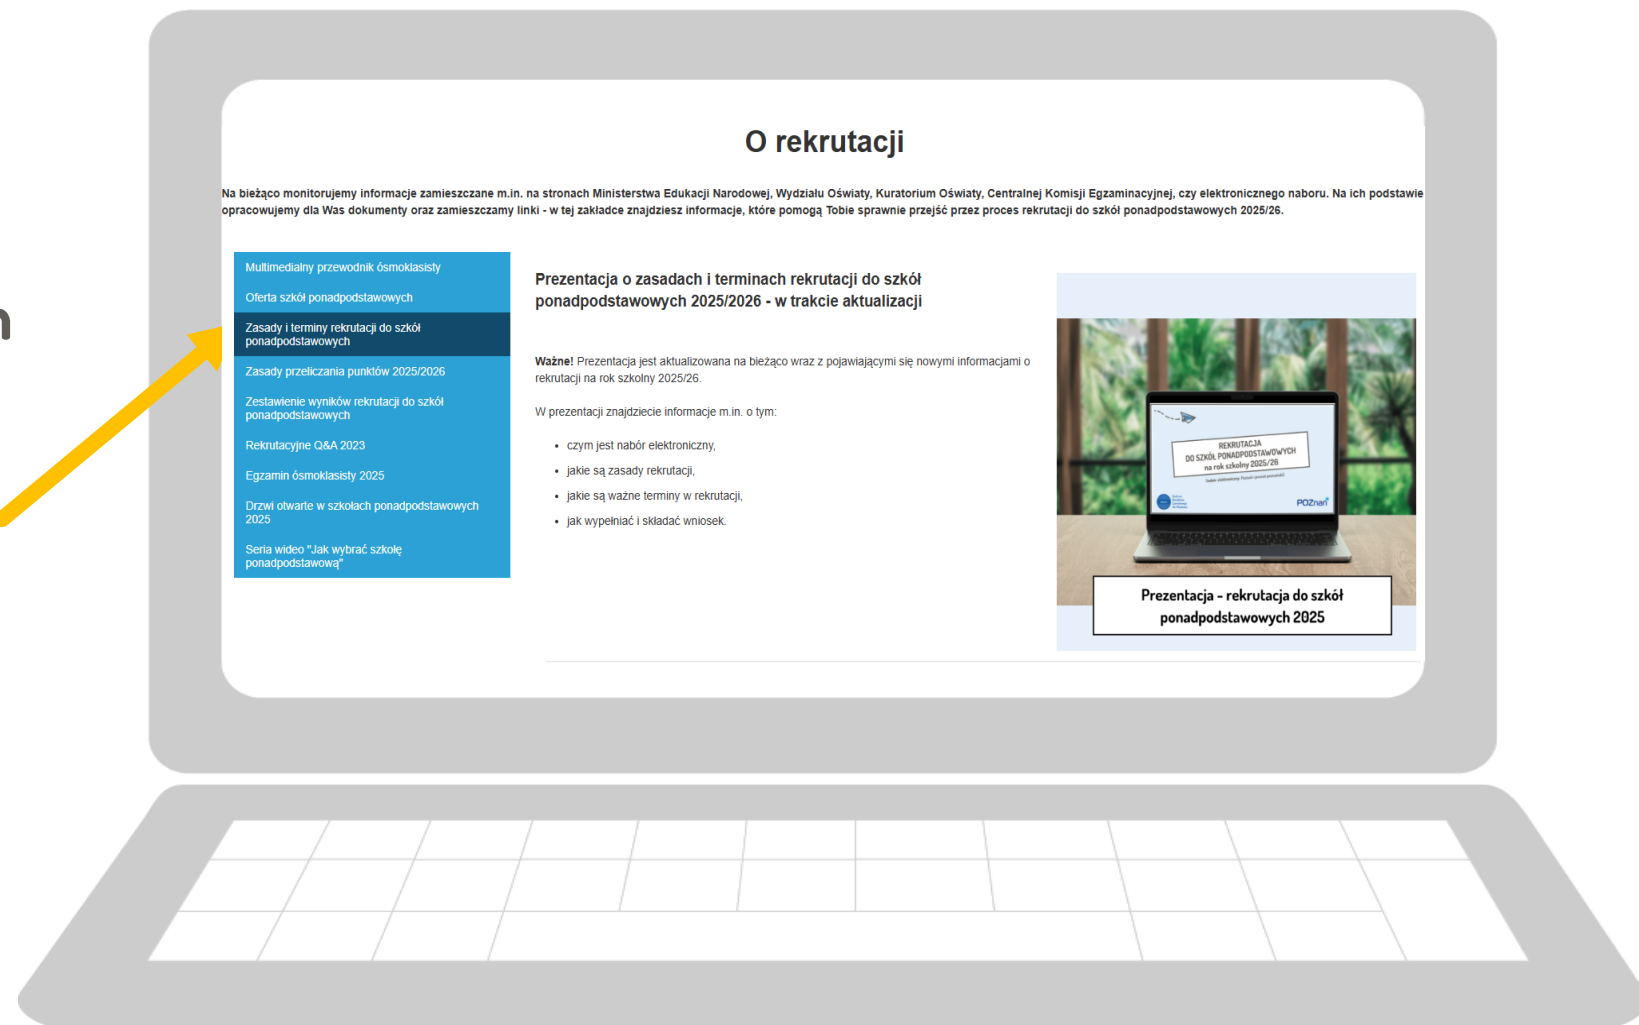 O rekrutacji
Na bieżąco monitorujemy informacje zamieszczane m.in. na stronach Ministerstwa Edukacji Narodowej, Wydziału Oświaty, Kuratorium Oświaty, Centralnej Komisji Egzaminacyjnej, czy elektronicznego naboru. Na ich podstawie
opracowujemy dla Was dokumenty oraz zamieszczamy linki - w tej zakładce znajdziesz informacje, które pomogą Tobie sprawnie przejść przez proces rekrutacji do szkół ponadpodstawowych 2025/26.
Multimedialny przewodnik ósmoklasisty
Oferta szkół ponadpodstawowych
Zasady i terminy rekrutacji do szkół
ponadpodstawowych
Zasady przeliczania punktów 2025/2026
Zestawienie wyników rekrutacji do szkół
ponadpodstawowych
Rekrutacyjne Q&A 2023
Egzamin ósmoklasisty 2025
Drzwi otwarte w szkołach ponadpodstawowych
2025
Seria wideo "Jak wybrać szkołę
ponadpodstawową"
Prezentacja o zasadach i terminach rekrutacji do szkół
ponadpodstawowych 2025/2026 - w trakcie aktualizacji
Ważne! Prezentacja jest aktualizowana na bieżąco wraz z pojawiającymi się nowymi informacjami o
rekrutacji na rok szkolny 2025/26.
W prezentacji znajdziecie informacje m.in. o tym:
• czym jest nabór elektroniczny,
• jakie są zasady rekrutacji,
• jakie są ważne terminy w rekrutacji,
• jak wypełniać i składać wniosek.
REKRUTACJA
DO SZKÓŁ PONADPODSTAWOWYCH
na rok szkolny 2025/26
POZnań
Prezentacja - rekrutacja do szkół
ponadpodstawowych 2025